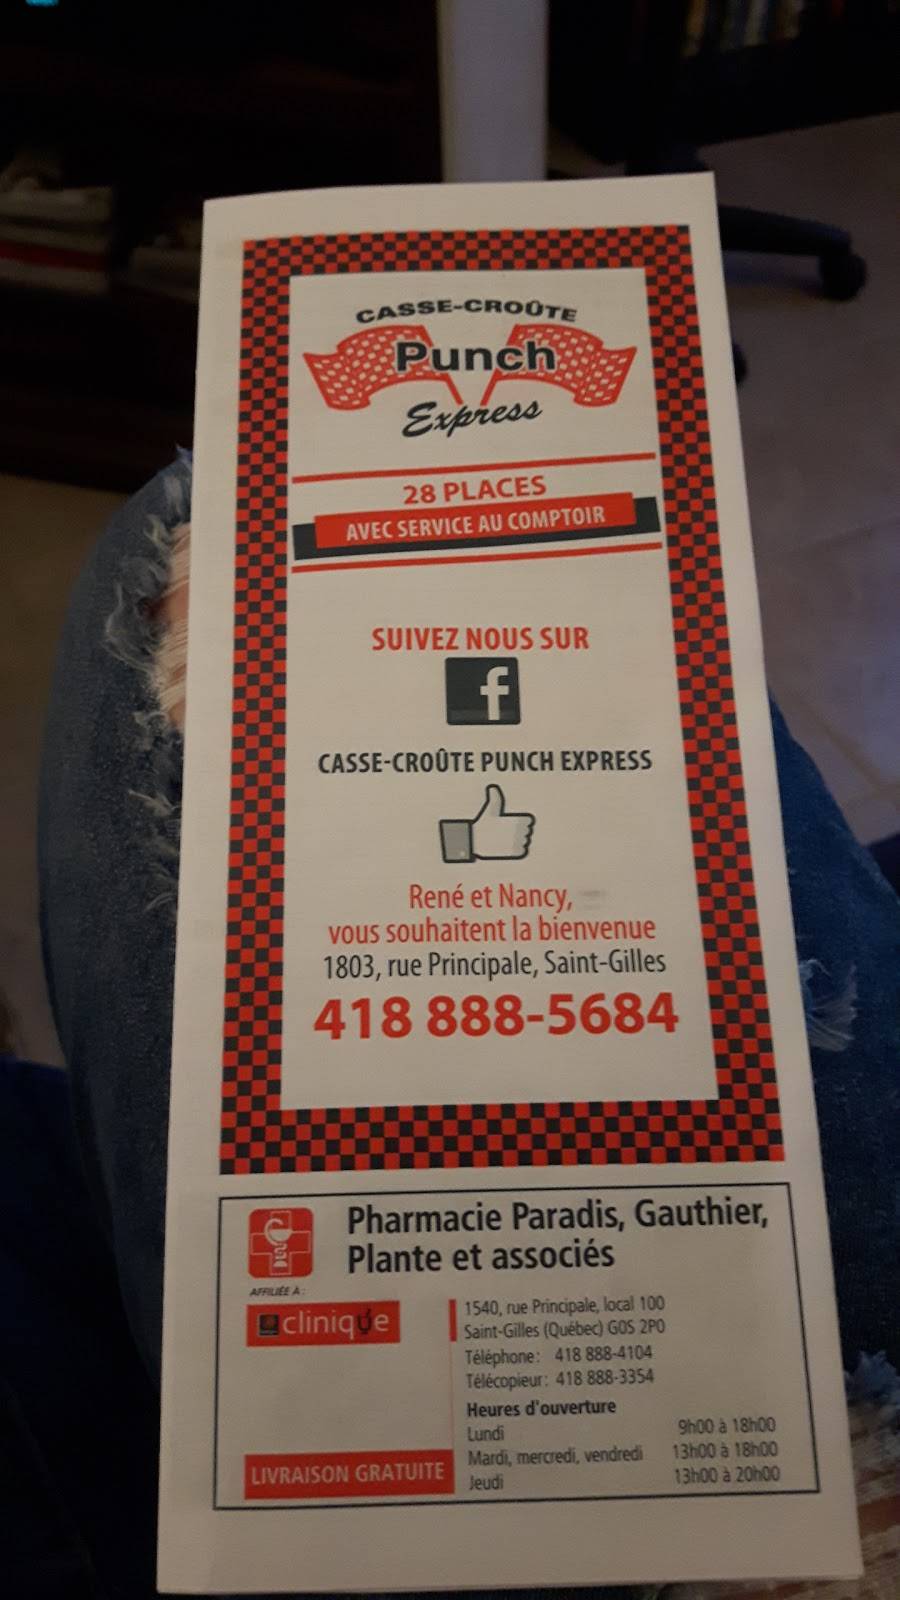 CASSE-CROÛTE
Punch
Express
28 PLACES
AVEC SERVICE AU COMPTOIR
SUIVEZ NOUS SUR
f
CASSE-CROÛTE PUNCH EXPRESS
René et Nancy,
vous souhaitent la bienvenue
1803, rue Principale, Saint-Gilles
418 888-5684
Pharmacie Paradis, Gauthier,
Plante et associés
AFFILIÉE À :
clinique
1540, rue Principale, local 100
Saint-Gilles (Québec) G0S 2P0
Téléphone : 418 888-4104
Télécopieur : 418 888-3354
Heures d'ouverture
Lundi 9h00 à 18h00
Mardi, mercredi, vendredi 13h00 à 18h00
Jeudi 13h00 à 20h00
LIVRAISON GRATUITE